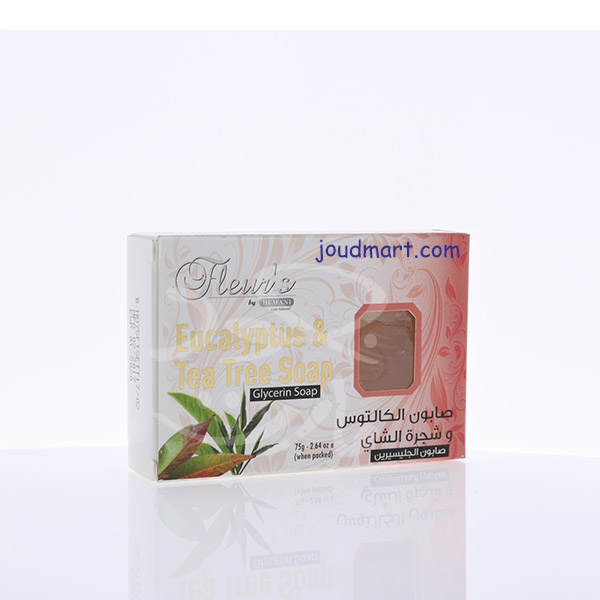 joudmart.com
Fleur's
by HEMANI
Eucalyptus &
Tea Tree Soap
Glycerin Soap
75g - 2.64 oz e
(when packed)
صابون الكالتوس
و شجرة الشاي
صابون الجليسيرين